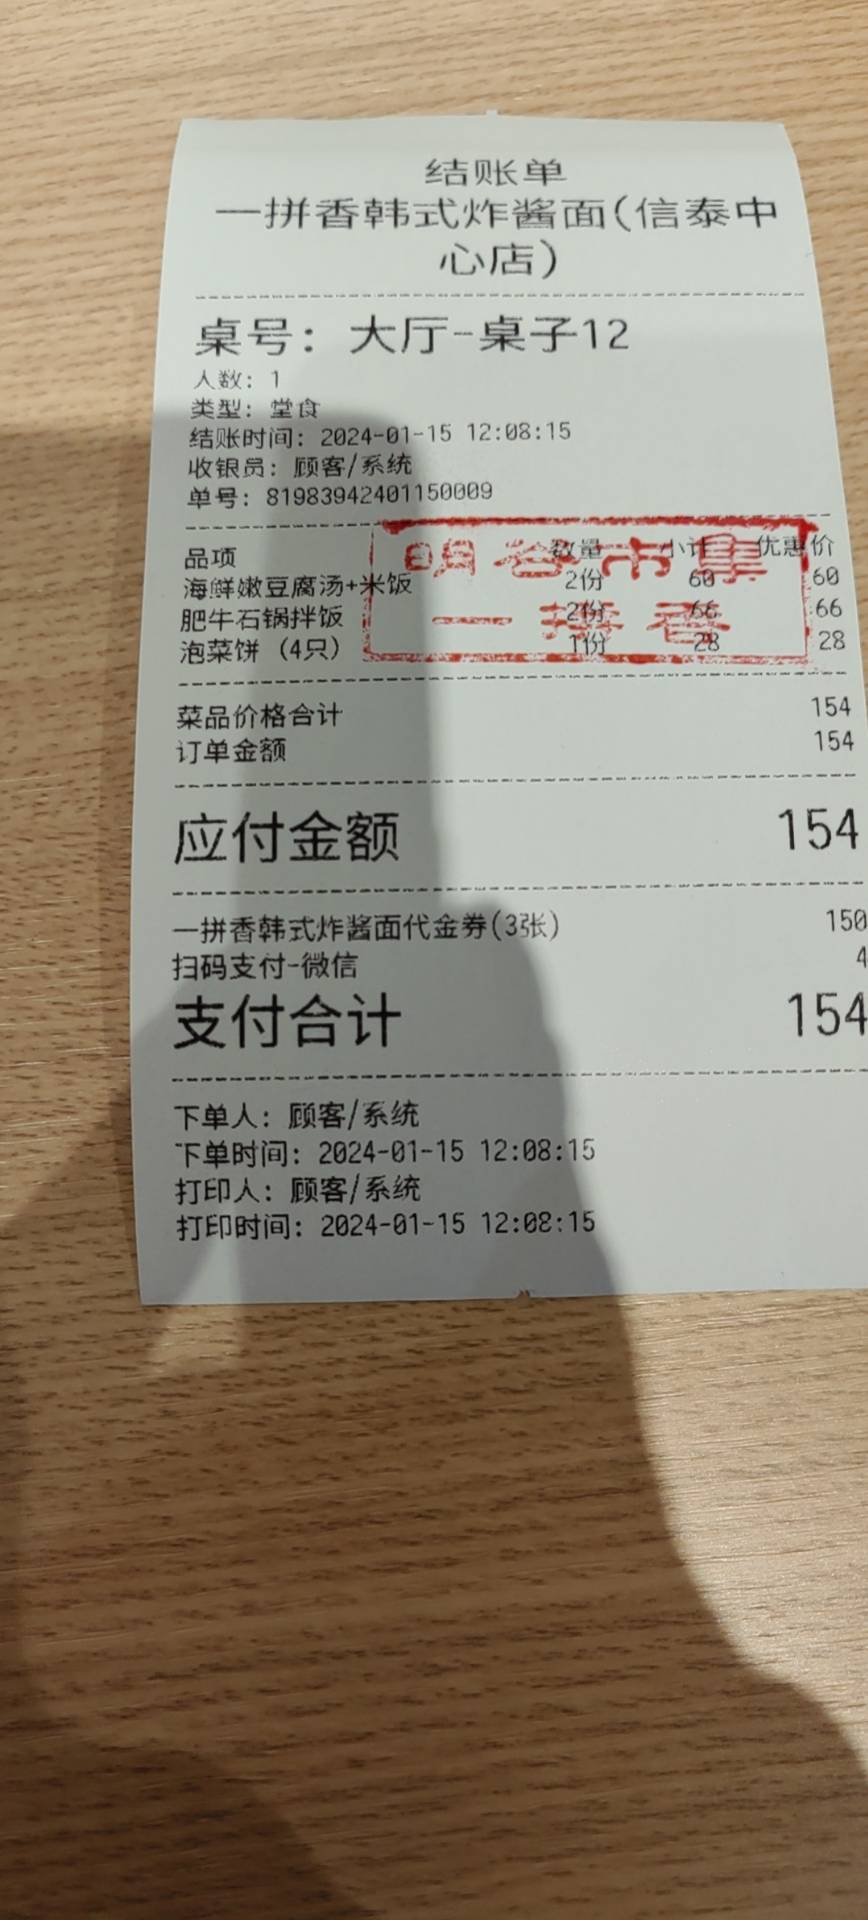 结账单
一拼香韩式炸酱面(信泰中
心店)
桌号: 大厅-桌子12
人数: 1
类型: 堂食
结账时间: 2024-01-15 12:08:15
收银员: 顾客/系统
单号: 81983942401150009
品项 数量 小计 优惠价
海鲜嫩豆腐汤+米饭 2份 60 60
肥牛石锅拌饭 2份 66 66
泡菜饼 (4只) 1份 28 28
明谷市集
一拼香
菜品价格合计 154
订单金额 154
应付金额 154
一拼香韩式炸酱面代金券(3张) 150
扫码支付-微信 4
支付合计 154
下单人: 顾客/系统
下单时间: 2024-01-15 12:08:15
打印人: 顾客/系统
打印时间: 2024-01-15 12:08:15